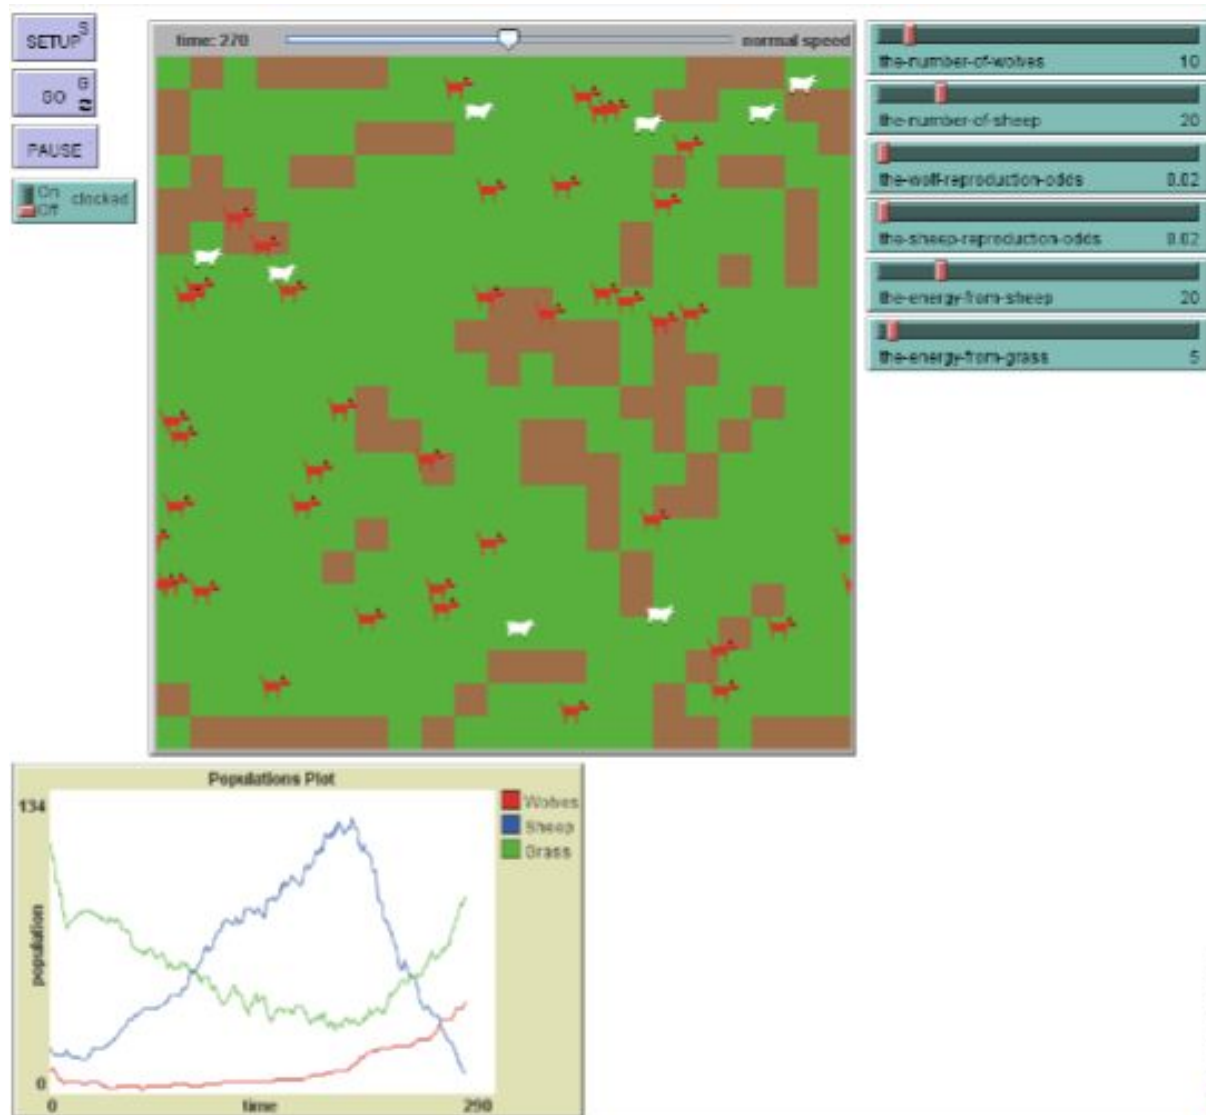 SETUP S
GO G
PAUSE
On
Off clocked
time: 270 normal speed
the-number-of-wolves 10
the-number-of-sheep 20
the-wolf-reproduction-odds 0.02
the-sheep-reproduction-odds 0.02
the-energy-from-sheep 20
the-energy-from-grass 5
Populations Plot
134
population
0
0 time 290
Wolves
Sheep
Grass